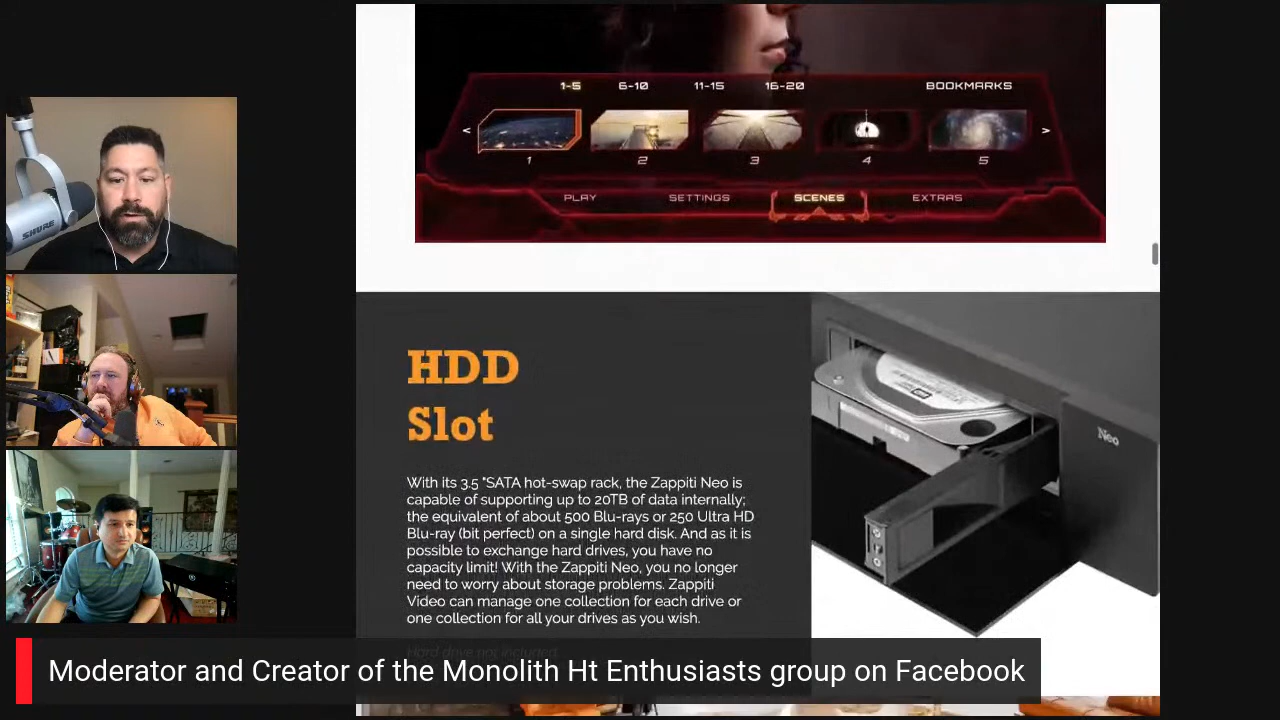 1-5 6-10 11-15 16-20 BOOKMARKS
< >
1 2 3 4 5
PLAY SETTINGS SCENES EXTRAS
SHURE
HDD
Slot
Neo
With its 3.5 "SATA hot-swap rack, the Zappiti Neo is
capable of supporting up to 20TB of data internally;
the equivalent of about 500 Blu-rays or 250 Ultra HD
Blu-ray (bit perfect) on a single hard disk. And as it is
possible to exchange hard drives, you have no
capacity limit! With the Zappiti Neo, you no longer
need to worry about storage problems. Zappiti
Video can manage one collection for each drive or
one collection for all your drives as you wish.
Hard drive not included.
Moderator and Creator of the Monolith Ht Enthusiasts group on Facebook